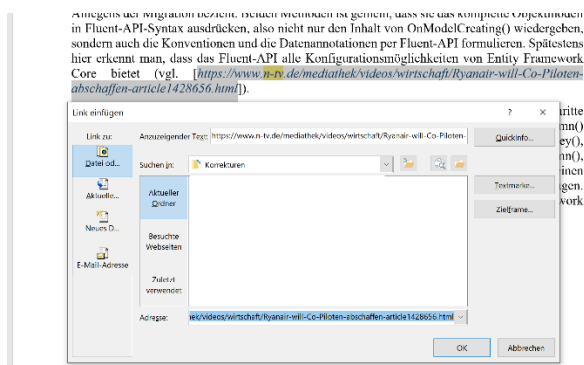 Anliegens der Migration bezieht. Beiden Methoden ist gemein, dass sie das komplette Objektmodell
in Fluent-API-Syntax ausdrücken, also nicht nur den Inhalt von OnModelCreating() wiedergeben,
sondern auch die Konventionen und die Datenannotationen per Fluent-API formulieren. Spätestens
hier erkennt man, dass das Fluent-API alle Konfigurationsmöglichkeiten von Entity Framework
Core bietet (vgl. [https://www.n-tv.de/mediathek/videos/wirtschaft/Ryanair-will-Co-Piloten-
abschaffen-article1428656.html]).
Link einfügen
? ×
Link zu:
Anzuzeigender Text: https://www.n-tv.de/mediathek/videos/wirtschaft/Ryanair-will-Co-Piloten-
QuickInfo...
Datei od...
Suchen in:
Korrekturen
Aktuelle...
Aktueller
Ordner
Textmarke...
Zielframe...
Neues D...
Besuchte
Webseiten
E-Mail-Adresse
Zuletzt
verwendet
Adresse:
nek/videos/wirtschaft/Ryanair-will-Co-Piloten-abschaffen-article1428656.html
OK
Abbrechen
ritte
mn()
ey(),
nn(),
einen
gen.
work